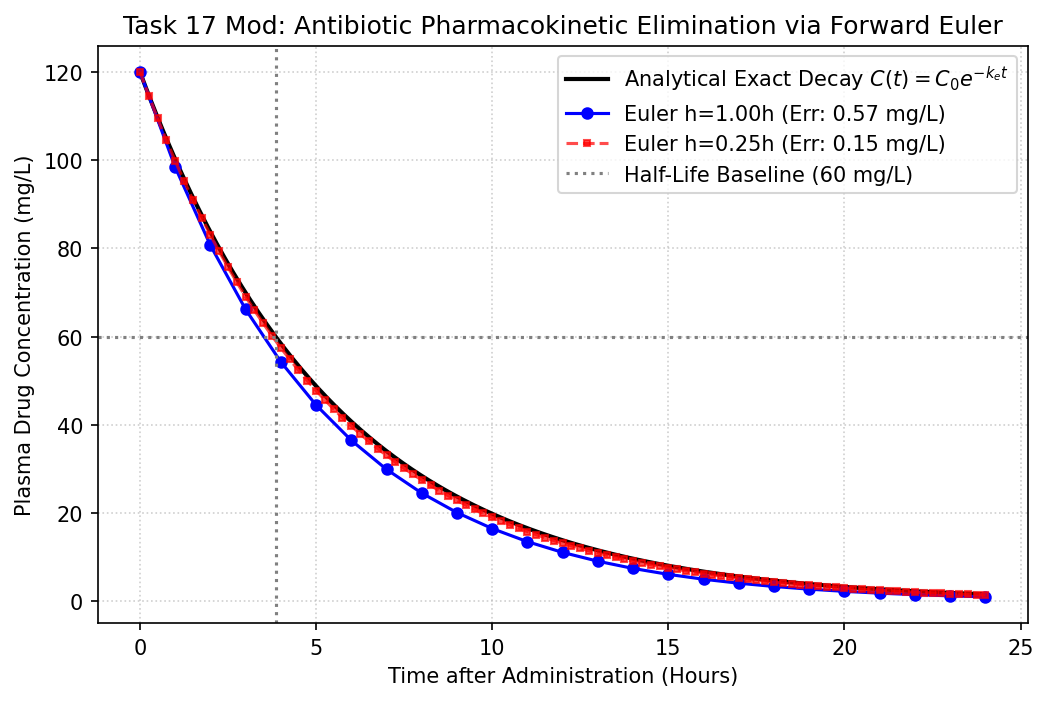 Task 17 Mod: Antibiotic Pharmacokinetic Elimination via Forward Euler
Plasma Drug Concentration (mg/L)
120
100
80
60
40
20
0
Analytical Exact Decay $C(t) = C_0e^{-k_et}$
Euler h=1.00h (Err: 0.57 mg/L)
Euler h=0.25h (Err: 0.15 mg/L)
Half-Life Baseline (60 mg/L)
0 5 10 15 20 25
Time after Administration (Hours)